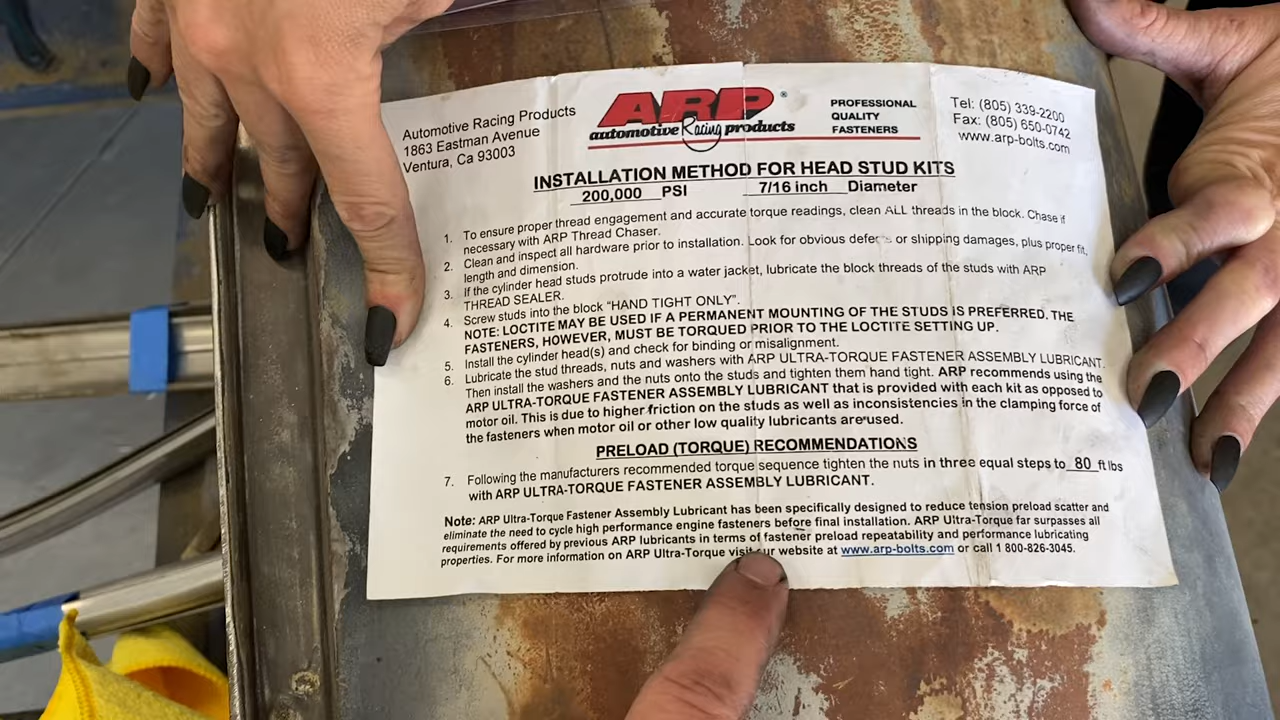 Automotive Racing Products
1863 Eastman Avenue
Ventura, Ca 93003
ARP®
automotive Racing products
PROFESSIONAL
QUALITY
FASTENERS
Tel: (805) 339-2200
Fax: (805) 650-0742
www.arp-bolts.com
INSTALLATION METHOD FOR HEAD STUD KITS
200,000 PSI 7/16 inch Diameter
1. To ensure proper thread engagement and accurate torque readings, clean ALL threads in the block. Chase if
necessary with ARP Thread Chaser.
2. Clean and inspect all hardware prior to installation. Look for obvious defects or shipping damages, plus proper fit,
length and dimension.
3. If the cylinder head studs protrude into a water jacket, lubricate the block threads of the studs with ARP
THREAD SEALER.
4. Screw studs into the block “HAND TIGHT ONLY”.
NOTE: LOCTITE MAY BE USED IF A PERMANENT MOUNTING OF THE STUDS IS PREFERRED. THE
FASTENERS, HOWEVER, MUST BE TORQUED PRIOR TO THE LOCTITE SETTING UP.
5. Install the cylinder head(s) and check for binding or misalignment.
6. Lubricate the stud threads, nuts and washers with ARP ULTRA-TORQUE FASTENER ASSEMBLY LUBRICANT.
Then install the washers and the nuts onto the studs and tighten them hand tight. ARP recommends using the
ARP ULTRA-TORQUE FASTENER ASSEMBLY LUBRICANT that is provided with each kit as opposed to
motor oil. This is due to higher friction on the studs as well as inconsistencies in the clamping force of
the fasteners when motor oil or other low quality lubricants are used.
PRELOAD (TORQUE) RECOMMENDATIONS
7. Following the manufacturers recommended torque sequence tighten the nuts in three equal steps to 80 ft lbs
with ARP ULTRA-TORQUE FASTENER ASSEMBLY LUBRICANT.
Note: ARP Ultra-Torque Fastener Assembly Lubricant has been specifically designed to reduce tension preload scatter and
eliminate the need to cycle high performance engine fasteners before final installation. ARP Ultra-Torque far surpasses all
requirements offered by previous ARP lubricants in terms of fastener preload repeatability and performance lubricating
properties. For more information on ARP Ultra-Torque visit our website at www.arp-bolts.com or call 1 800-826-3045.